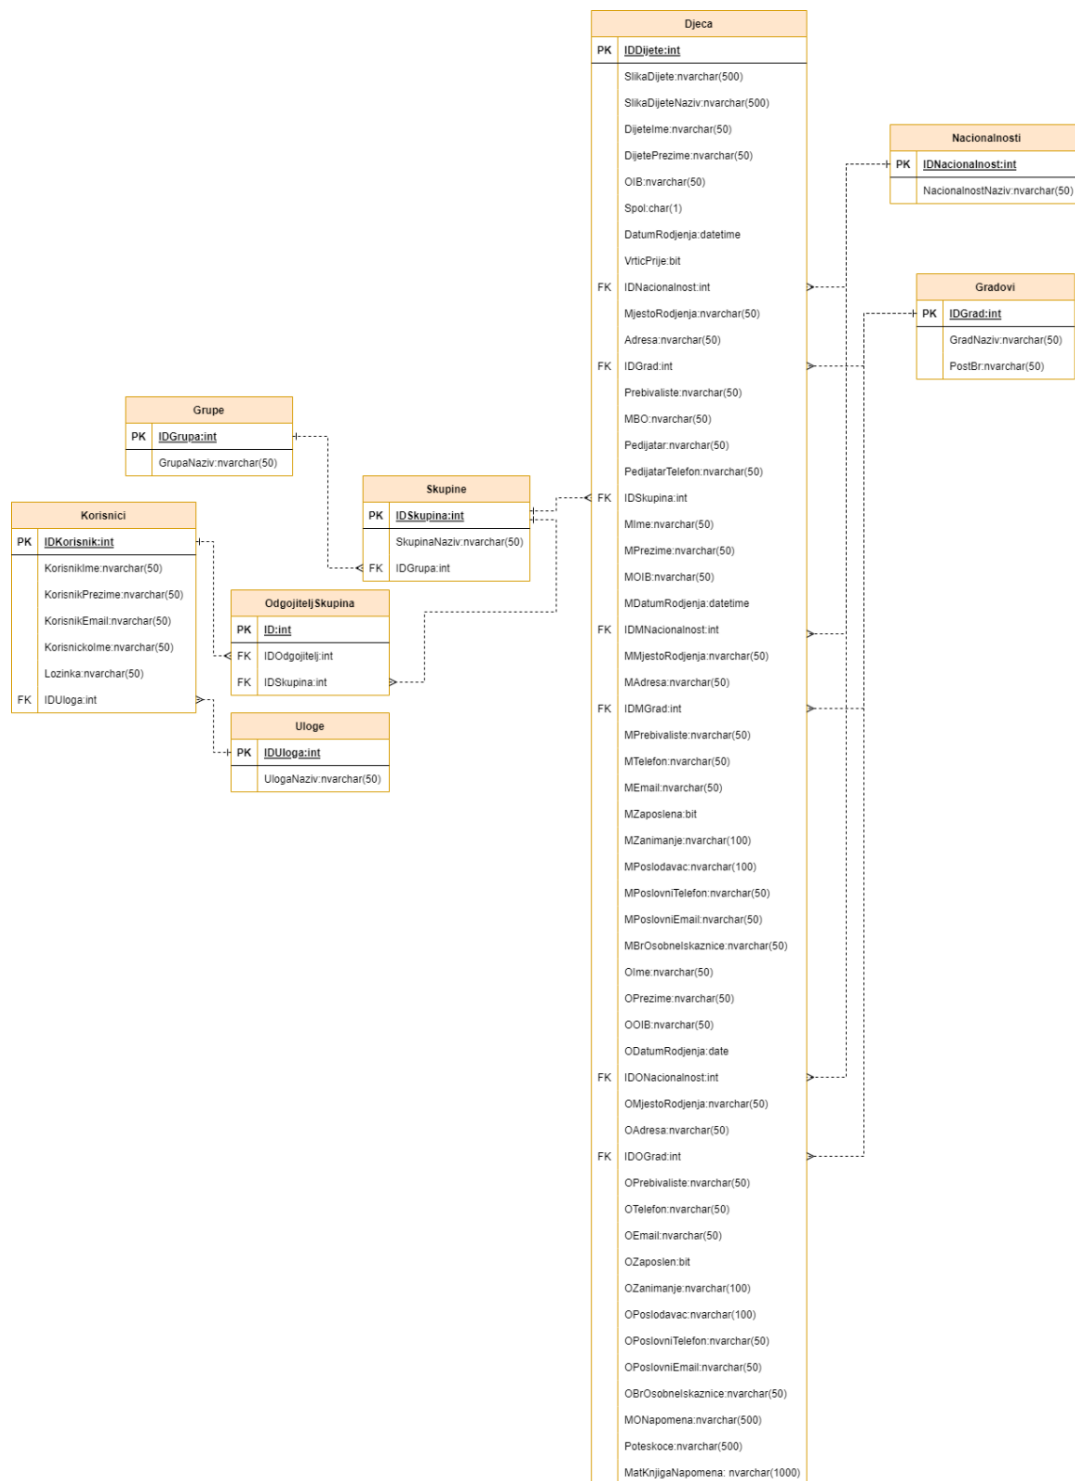 Djeca
PK IDDijete:int
SlikaDijete:nvarchar(500)
SlikaDijeteNaziv:nvarchar(500)
DijeteIme:nvarchar(50)
DijetePrezime:nvarchar(50)
OIB:nvarchar(50)
Spol:char(1)
DatumRodjenja:datetime
VrticPrije:bit
FK IDNacionalnost:int
MjestoRodjenja:nvarchar(50)
Adresa:nvarchar(50)
FK IDGrad:int
Prebivaliste:nvarchar(50)
MBO:nvarchar(50)
Pedijatar:nvarchar(50)
PedijatarTelefon:nvarchar(50)
FK IDSkupina:int
MIme:nvarchar(50)
MPrezime:nvarchar(50)
MOIB:nvarchar(50)
MDatumRodjenja:datetime
FK IDMNacionalnost:int
MMjestoRodjenja:nvarchar(50)
MAdresa:nvarchar(50)
FK IDMGrad:int
MPrebivaliste:nvarchar(50)
MTelefon:nvarchar(50)
MEmail:nvarchar(50)
MZaposlena:bit
MZanimanje:nvarchar(100)
MPoslodavac:nvarchar(100)
MPoslovniTelefon:nvarchar(50)
MPoslovniEmail:nvarchar(50)
MBrOsobneIskaznice:nvarchar(50)
OIme:nvarchar(50)
OPrezime:nvarchar(50)
OOIB:nvarchar(50)
ODatumRodjenja:date
FK IDONacionalnost:int
OMjestoRodjenja:nvarchar(50)
OAdresa:nvarchar(50)
FK IDOGrad:int
OPrebivaliste:nvarchar(50)
OTelefon:nvarchar(50)
OEmail:nvarchar(50)
OZaposlen:bit
OZanimanje:nvarchar(100)
OPoslodavac:nvarchar(100)
OPoslovniTelefon:nvarchar(50)
OPoslovniEmail:nvarchar(50)
OBrOsobneIskaznice:nvarchar(50)
MONapomena:nvarchar(500)
Poteskoce:nvarchar(500)
MatKnjigaNapomena: nvarchar(1000)
Nacionalnosti
PK IDNacionalnost:int
NacionalnostNaziv:nvarchar(50)
Gradovi
PK IDGrad:int
GradNaziv:nvarchar(50)
PostBr:nvarchar(50)
Grupe
PK IDGrupa:int
GrupaNaziv:nvarchar(50)
Skupine
PK IDSkupina:int
SkupinaNaziv:nvarchar(50)
FK IDGrupa:int
Korisnici
PK IDKorisnik:int
KorisnikIme:nvarchar(50)
KorisnikPrezime:nvarchar(50)
KorisnikEmail:nvarchar(50)
KorisnickoIme:nvarchar(50)
Lozinka:nvarchar(50)
FK IDUloga:int
OdgojiteljSkupina
PK ID:int
FK IDOdgojitelj:int
FK IDSkupina:int
Uloge
PK IDUloga:int
UlogaNaziv:nvarchar(50)